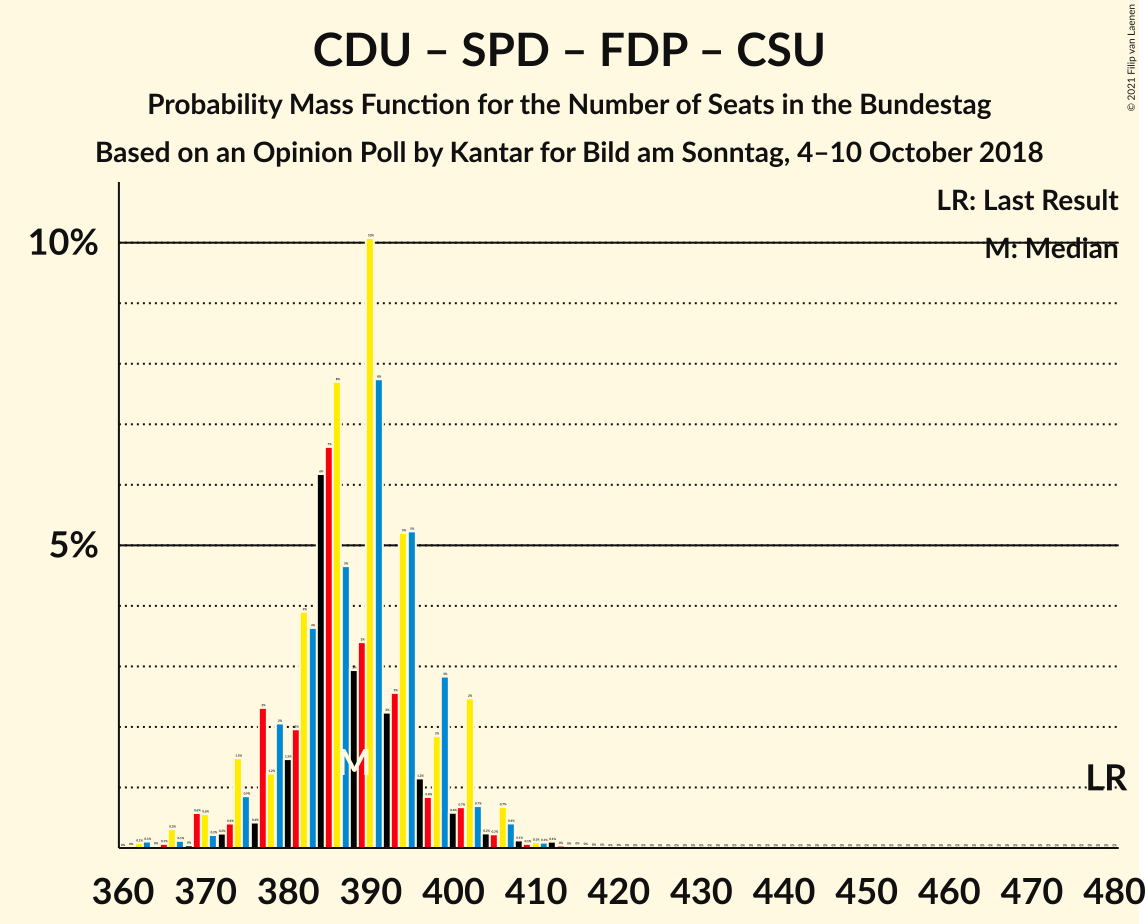 CDU – SPD – FDP – CSU
Probability Mass Function for the Number of Seats in the Bundestag
Based on an Opinion Poll by Kantar for Bild am Sonntag, 4–10 October 2018
© 2021 Filip van Laenen
LR: Last Result
M: Median
10%
5%
M
LR
360 370 380 390 400 410 420 430 440 450 460 470 480